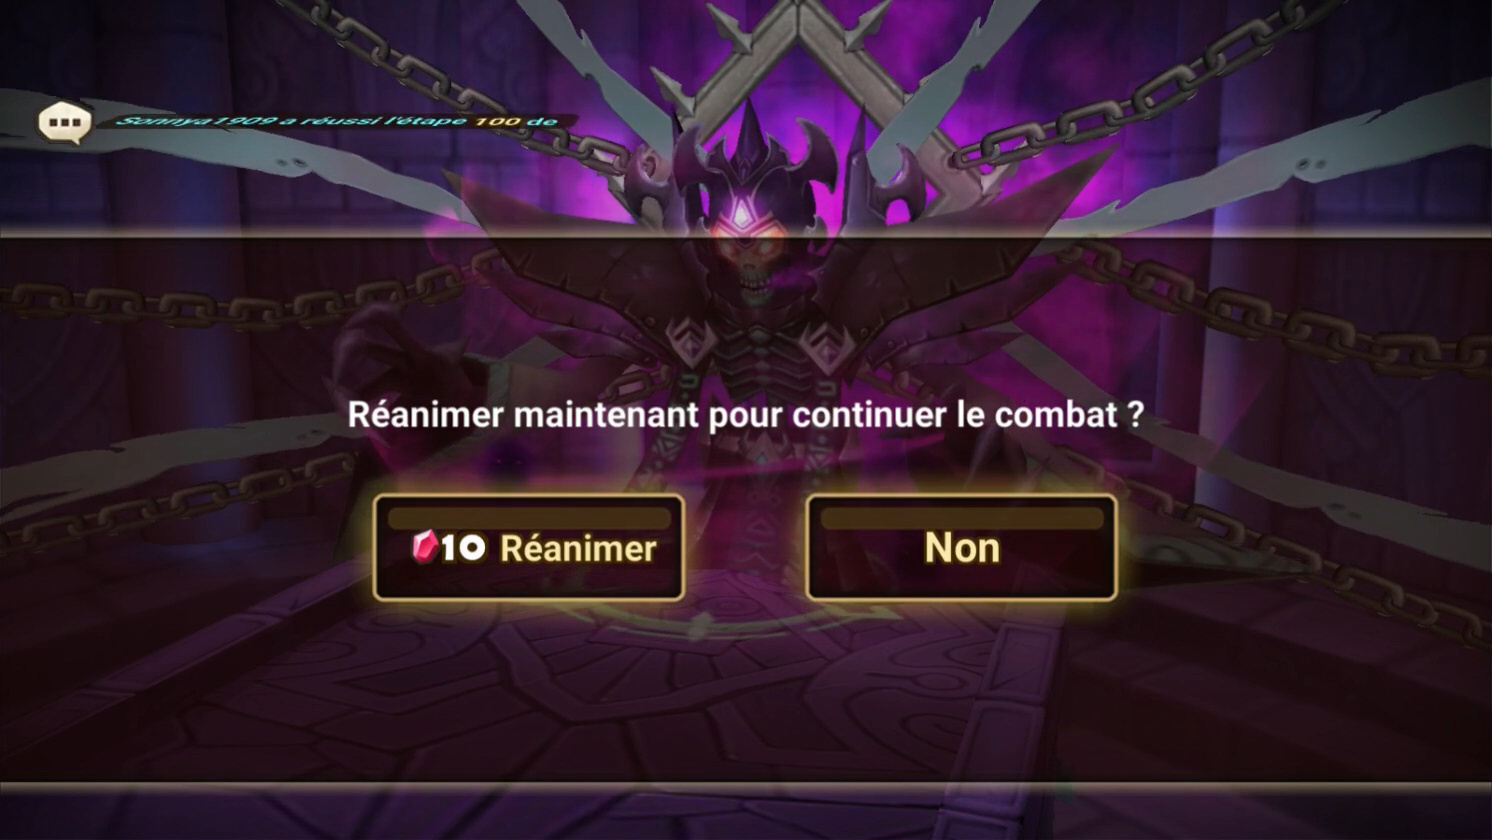 Sonnya1909 a réussi l'étape 100 de
Réanimer maintenant pour continuer le combat ?
10 Réanimer
Non